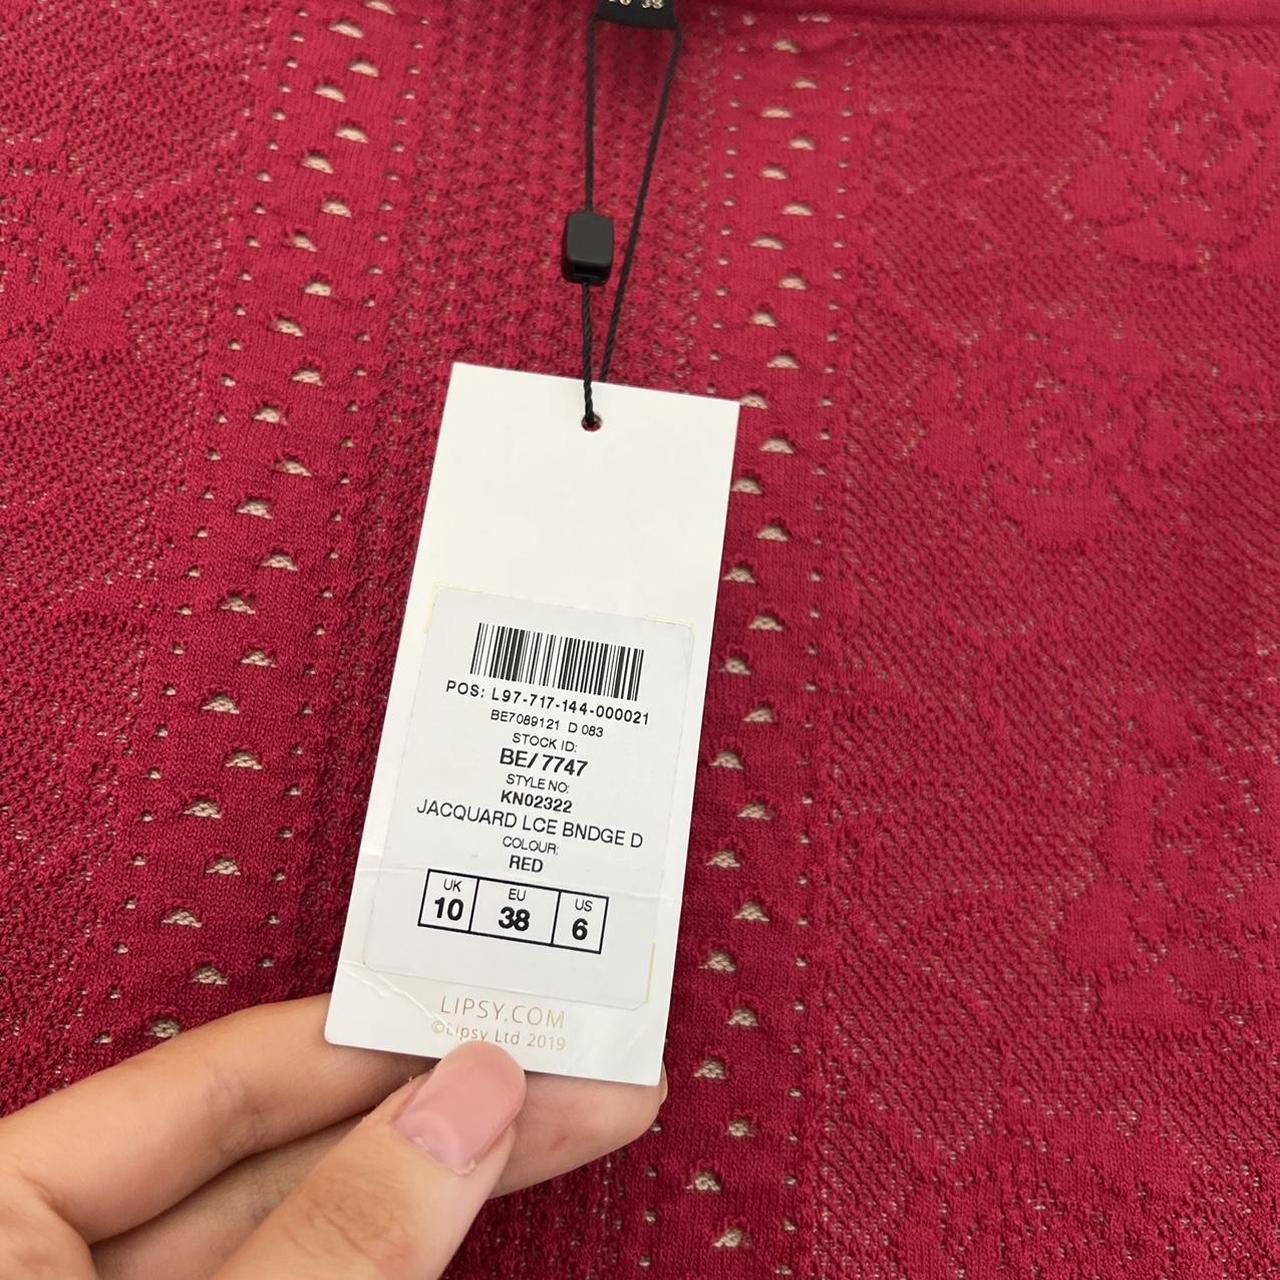 38
POS: L97-717-144-000021
BE7089121 D 083
STOCK ID:
BE/7747
STYLE NO:
KN02322
JACQUARD LCE BNDGE D
COLOUR:
RED
UK EU US
10 38 6
LIPSY.COM
©Lipsy Ltd 2019